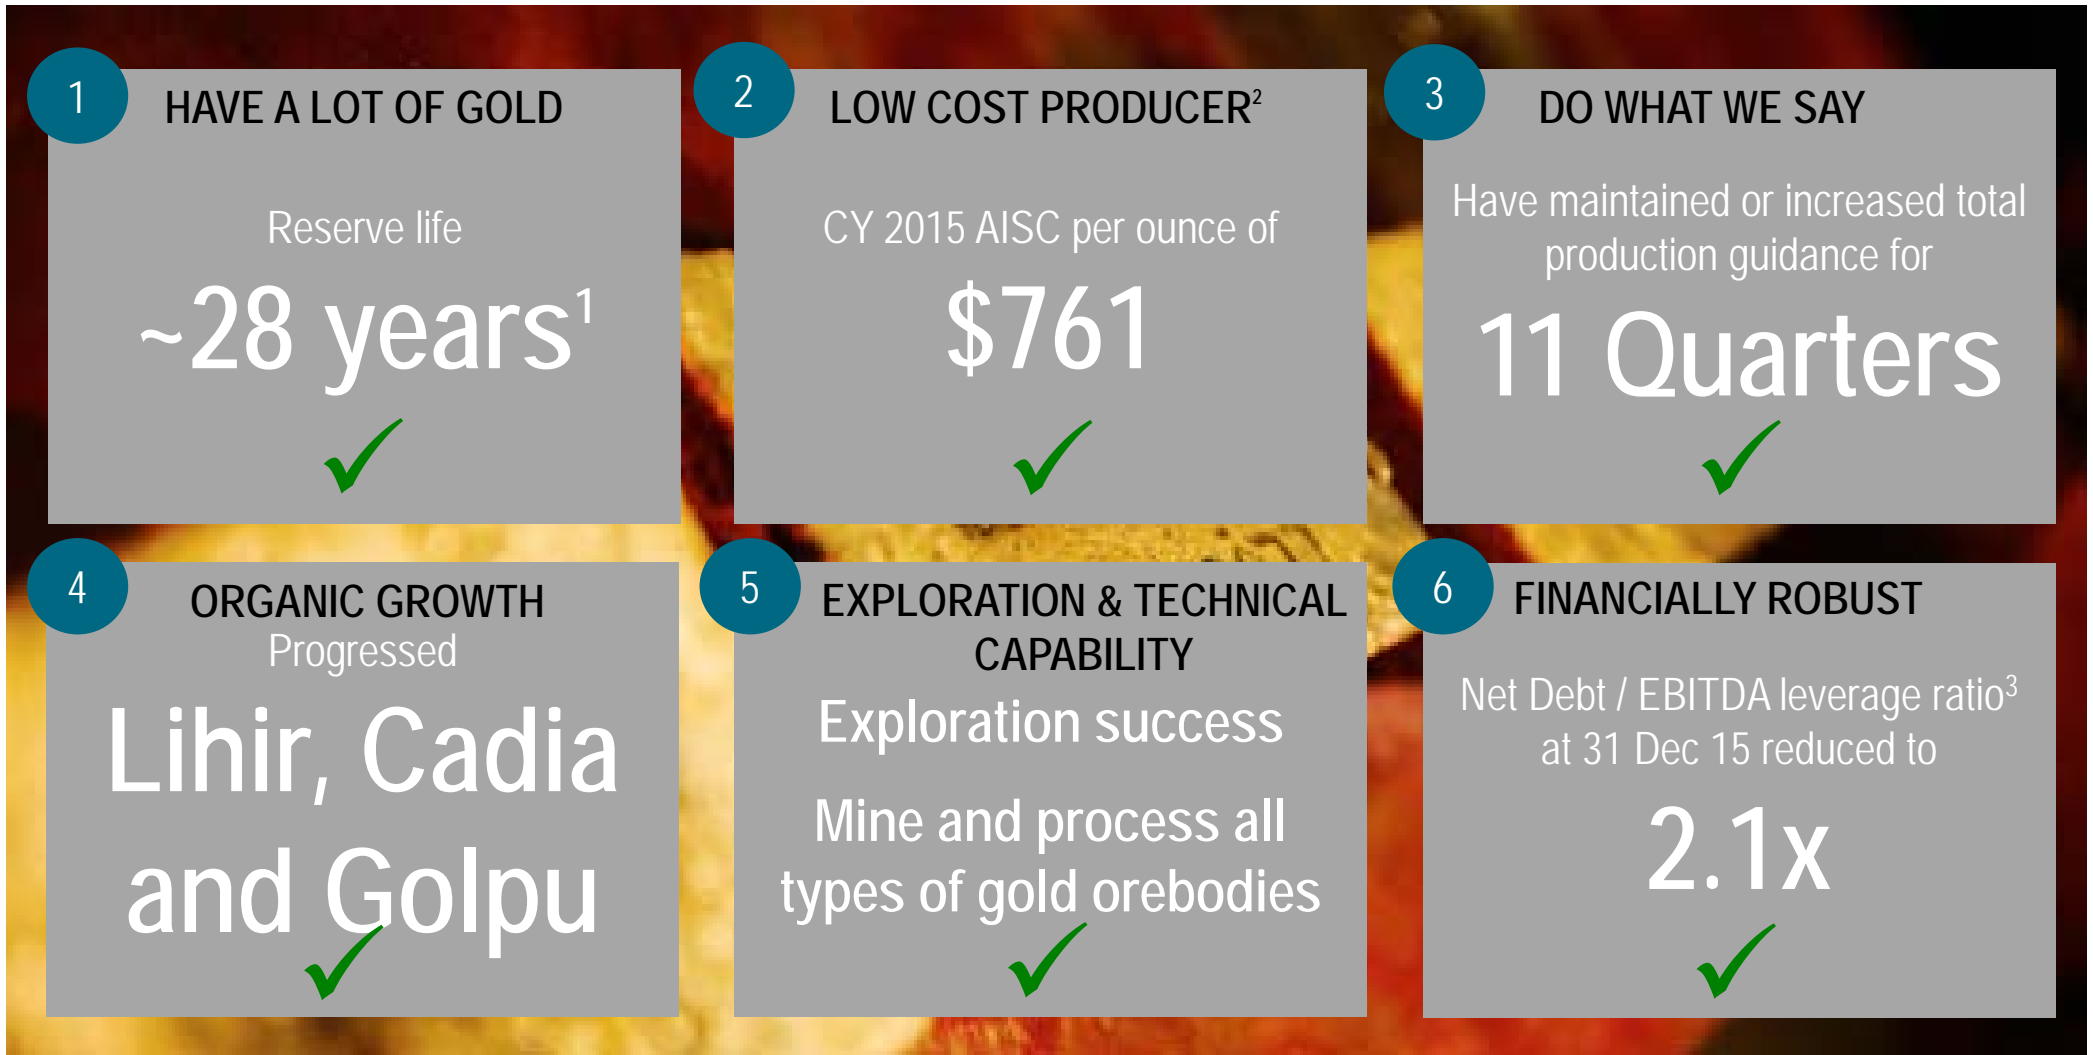 1
HAVE A LOT OF GOLD
Reserve life
~28 years¹
2
LOW COST PRODUCER²
CY 2015 AISC per ounce of
$761
3
DO WHAT WE SAY
Have maintained or increased total
production guidance for
11 Quarters
4
ORGANIC GROWTH
Progressed
Lihir, Cadia
and Golpu
5
EXPLORATION & TECHNICAL
CAPABILITY
Exploration success
Mine and process all
types of gold orebodies
6
FINANCIALLY ROBUST
Net Debt / EBITDA leverage ratio³
at 31 Dec 15 reduced to
2.1x